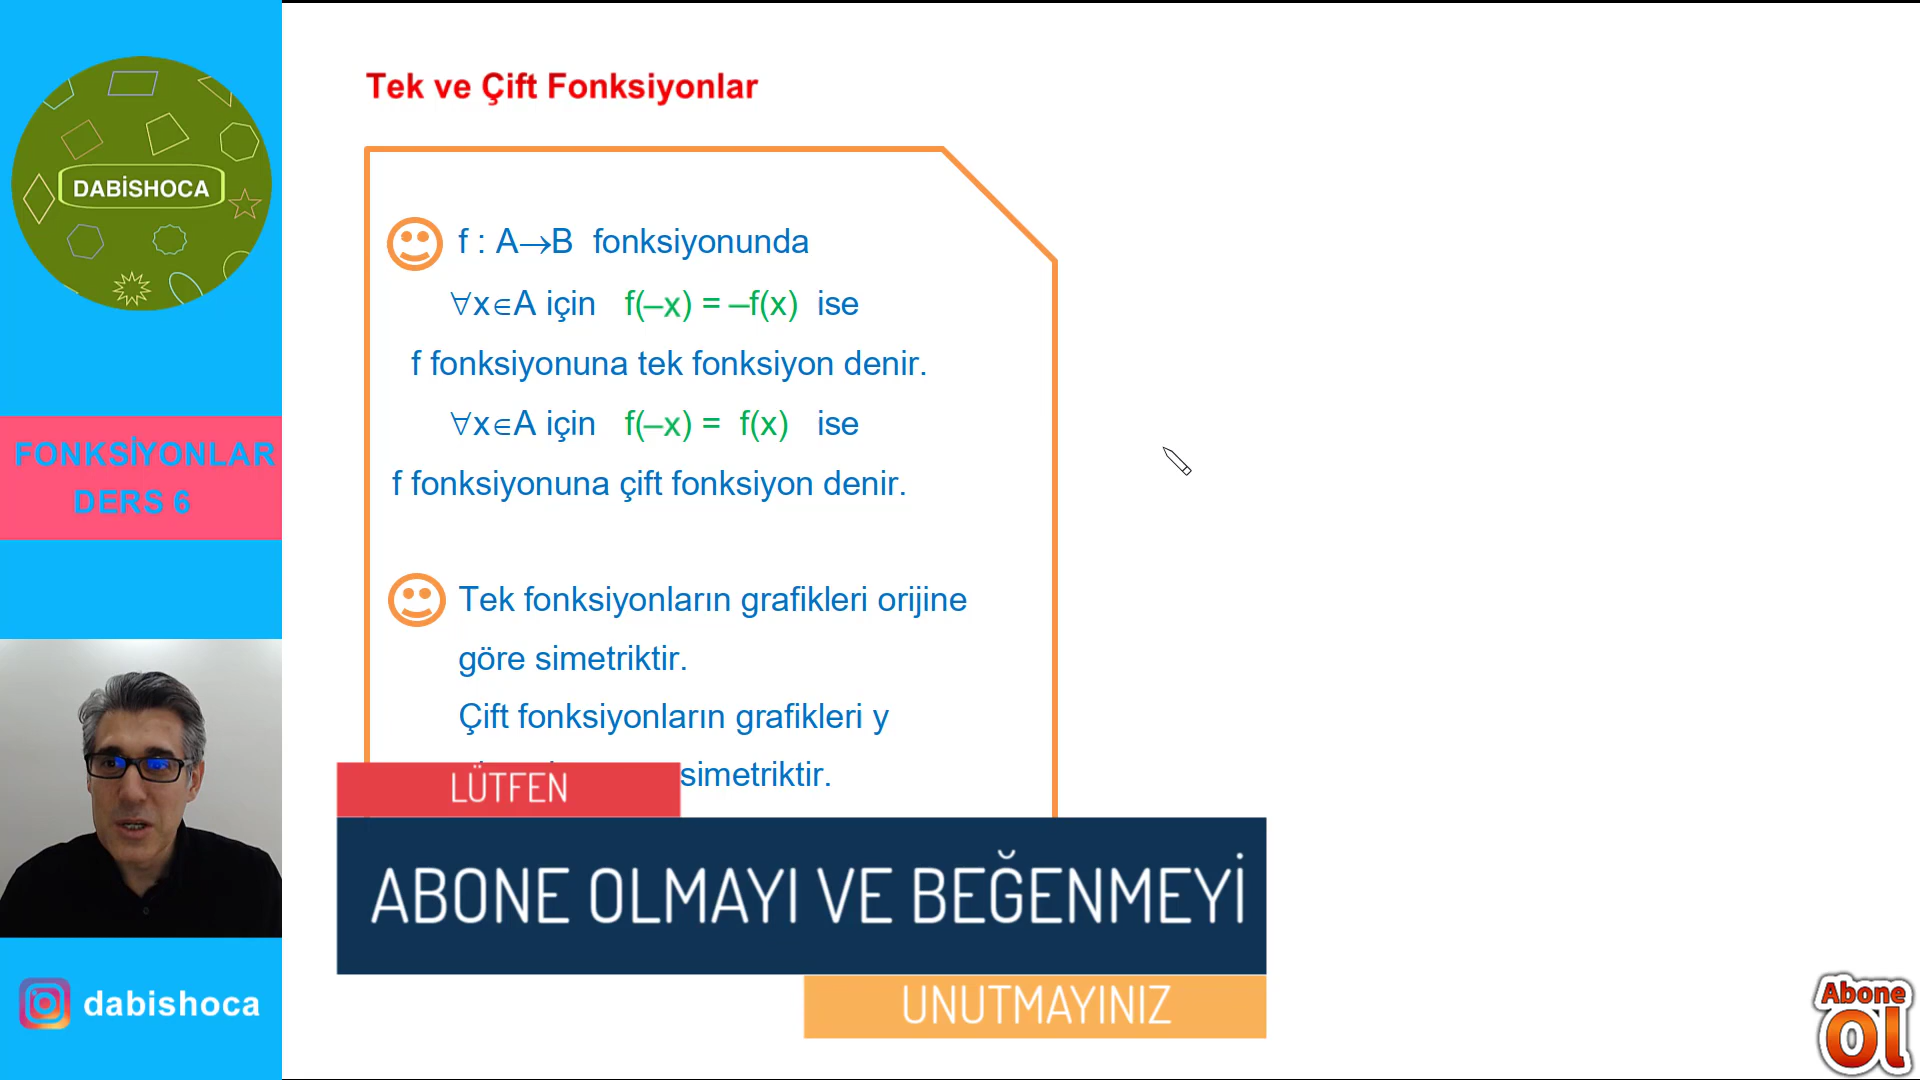 DABİSHOCA
FONKSİYONLAR
DERS 6
dabishoca
Tek ve Çift Fonksiyonlar
f : A→B fonksiyonunda
∀x∈A için f(–x) = –f(x) ise
f fonksiyonuna tek fonksiyon denir.
∀x∈A için f(–x) = f(x) ise
f fonksiyonuna çift fonksiyon denir.
Tek fonksiyonların grafikleri orijine
göre simetriktir.
Çift fonksiyonların grafikleri y
simetriktir.
LÜTFEN
ABONE OLMAYI VE BEĞENMEYİ
UNUTMAYINIZ
Abone
Ol